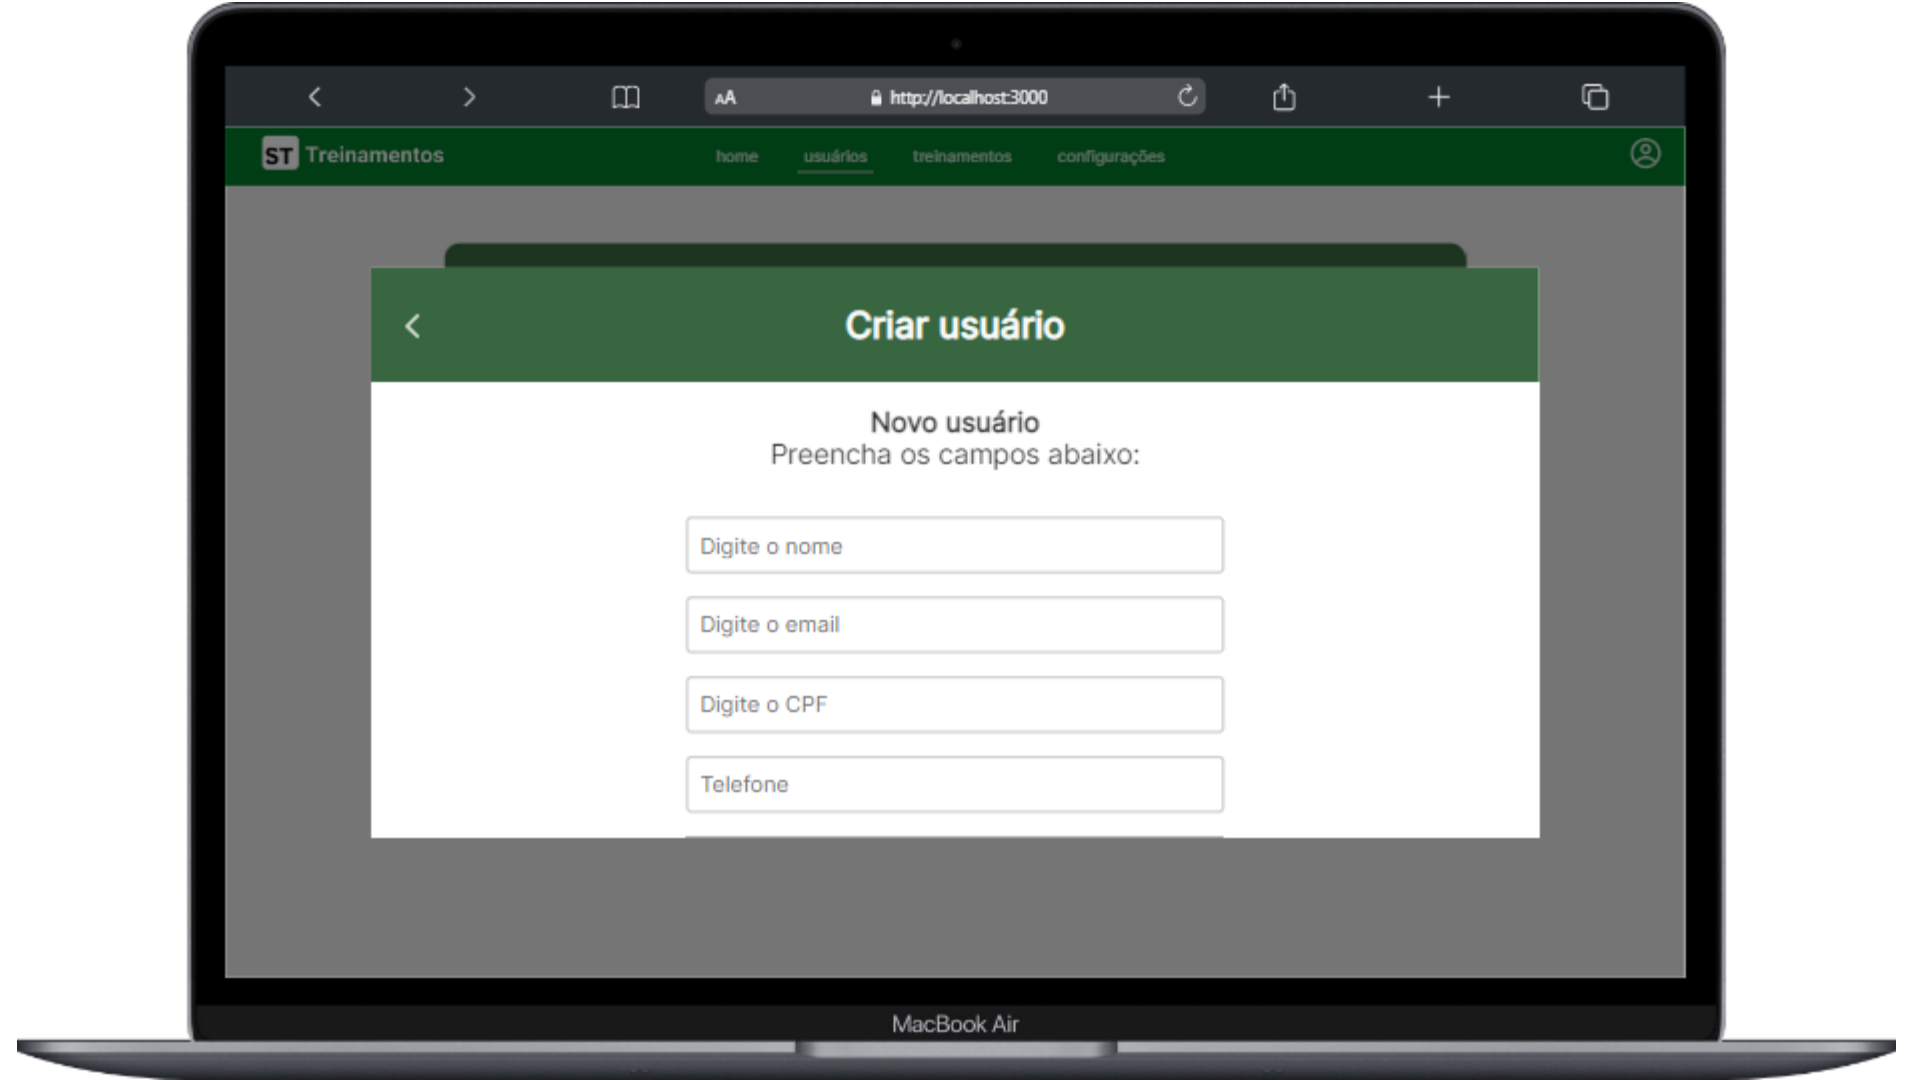 AA http://localhost:3000
ST Treinamentos home usuários treinamentos configurações
Criar usuário
Novo usuário
Preencha os campos abaixo:
Digite o nome
Digite o email
Digite o CPF
Telefone
MacBook Air